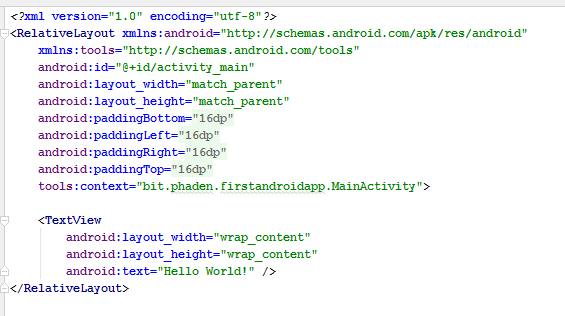 <?xml version="1.0" encoding="utf-8"?>
<RelativeLayout xmlns:android="http://schemas.android.com/apk/res/android"
    xmlns:tools="http://schemas.android.com/tools"
    android:id="@+id/activity_main"
    android:layout_width="match_parent"
    android:layout_height="match_parent"
    android:paddingBottom="16dp"
    android:paddingLeft="16dp"
    android:paddingRight="16dp"
    android:paddingTop="16dp"
    tools:context="bit.phaden.firstandroidapp.MainActivity">

    <TextView
        android:layout_width="wrap_content"
        android:layout_height="wrap_content"
        android:text="Hello World!" />
</RelativeLayout>